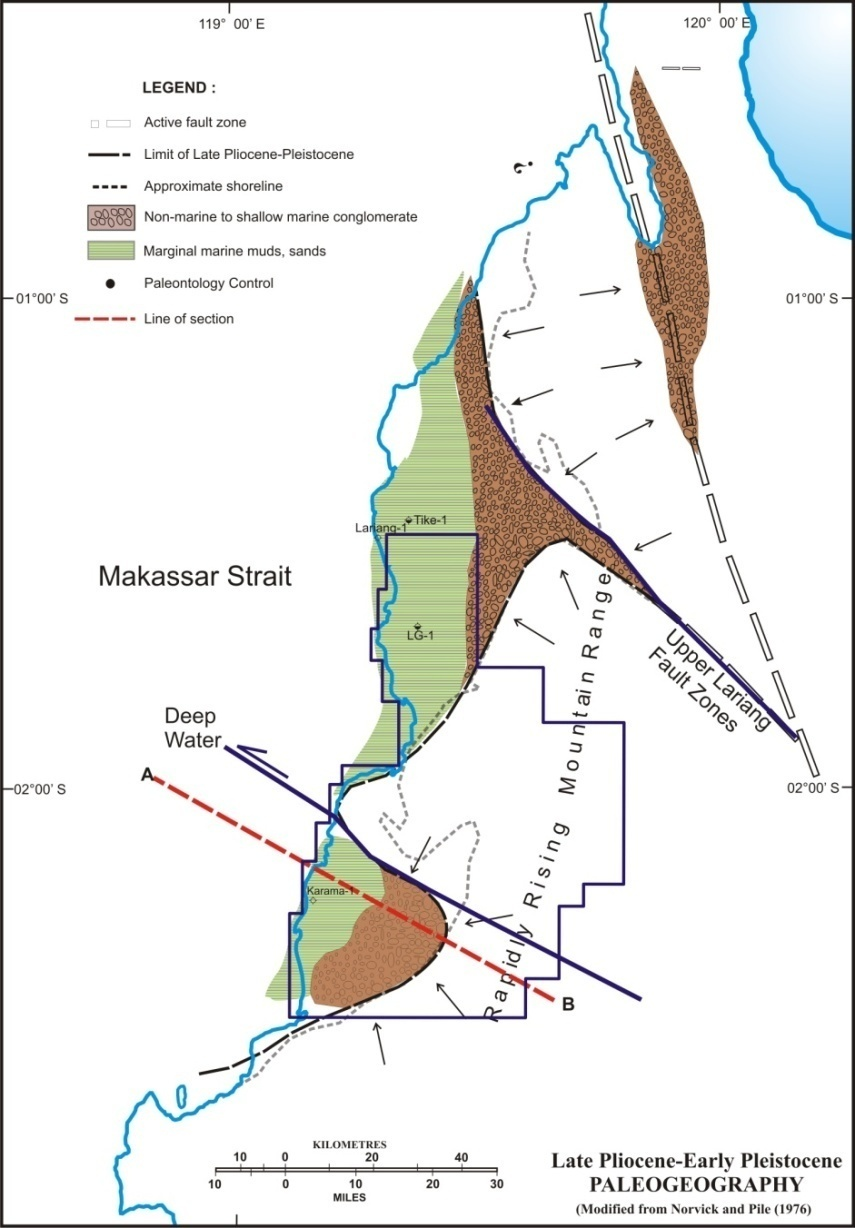 119° 00' E
120° 00' E
LEGEND :
Active fault zone
Limit of Late Pliocene-Pleistocene
Approximate shoreline
Non-marine to shallow marine conglomerate
Marginal marine muds, sands
Paleontology Control
Line of section
?
01°00' S
01°00' S
Tike-1
Lariang-1
Makassar Strait
LG-1
Rapidly Rising Mountain Range
Upper Lariang
Fault Zones
Deep
Water
A
02°00' S
02°00' S
Karama-1
B
KILOMETRES
10 0 20 40
10 0 10 20 30
MILES
Late Pliocene-Early Pleistocene
PALEOGEOGRAPHY
(Modified from Norvick and Pile (1976)